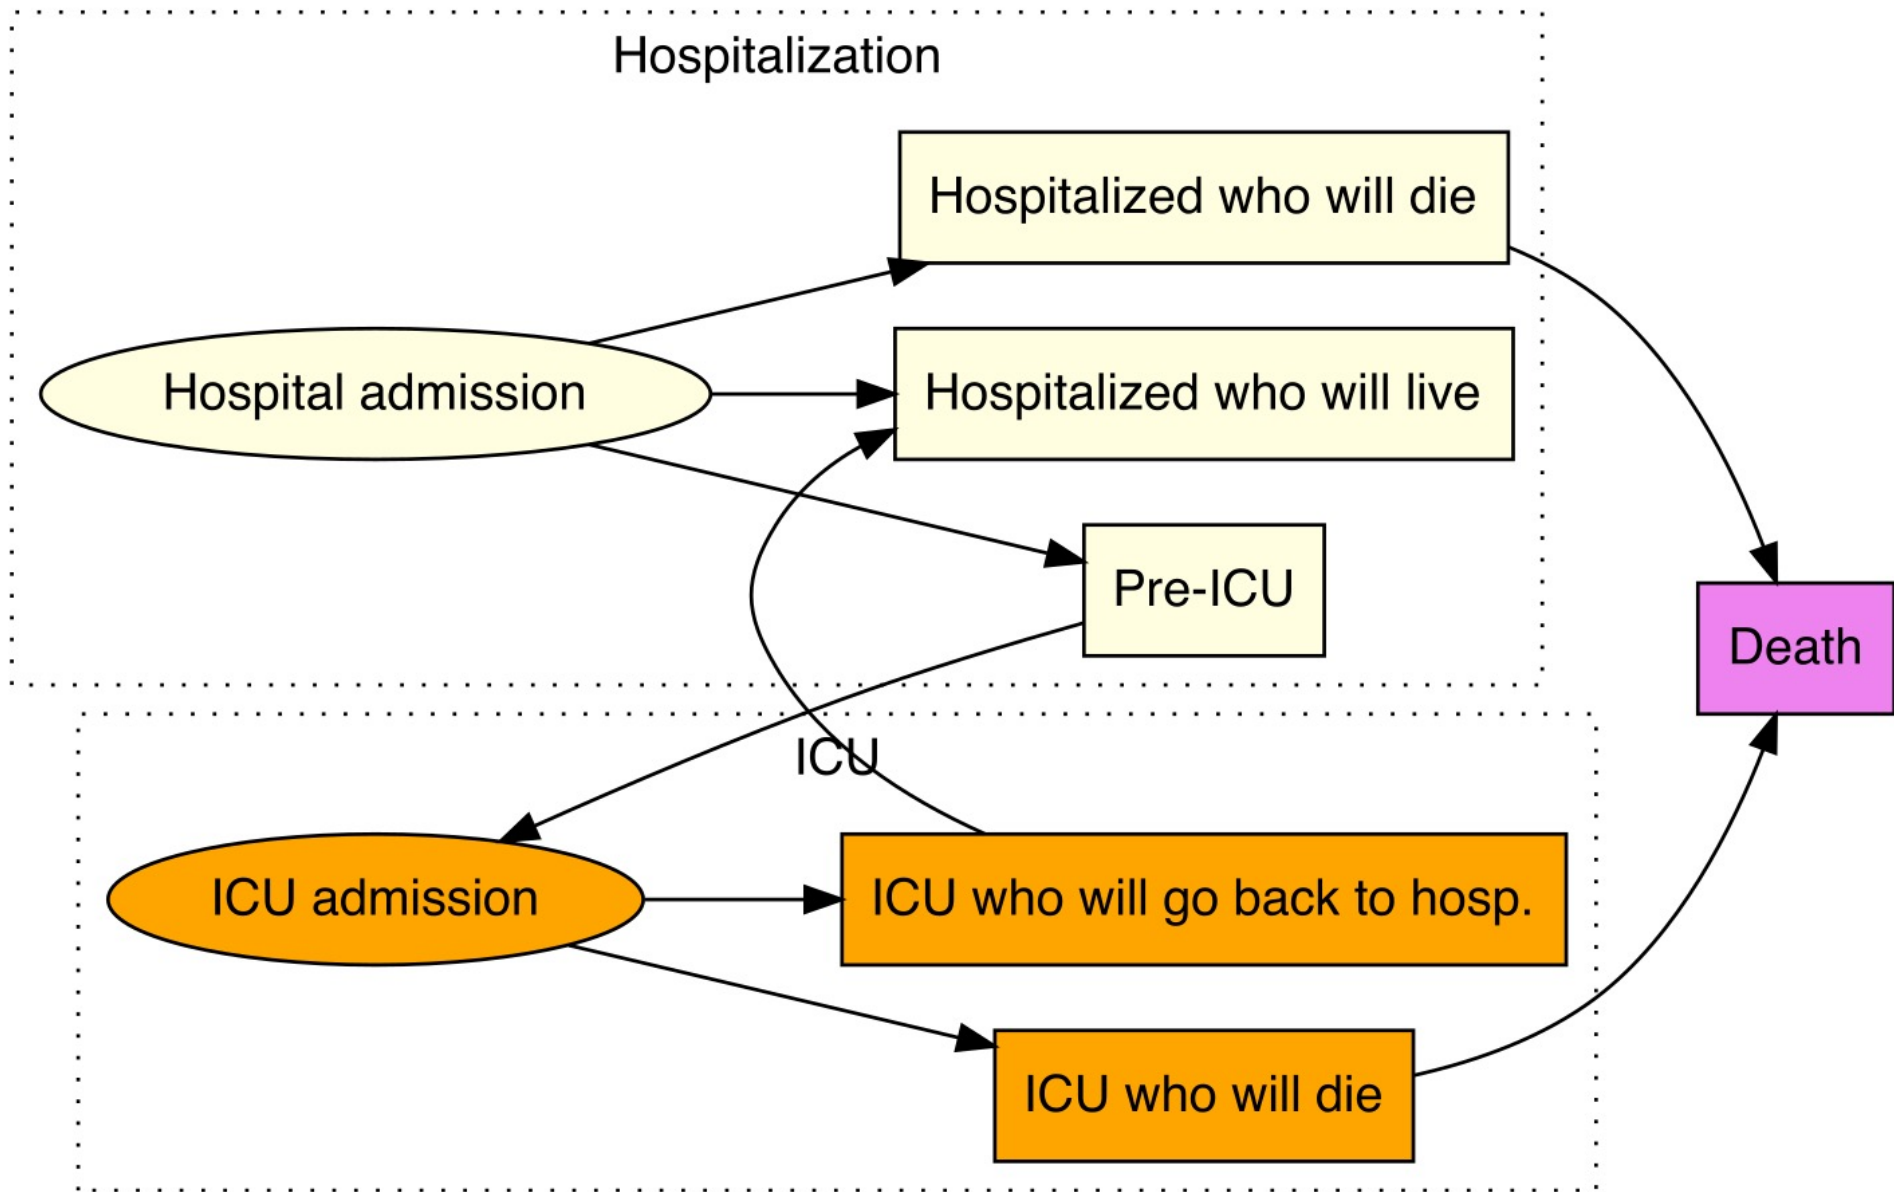 Hospitalization
Hospitalized who will die
Hospital admission
Hospitalized who will live
Pre-ICU
Death
ICU
ICU admission
ICU who will go back to hosp.
ICU who will die